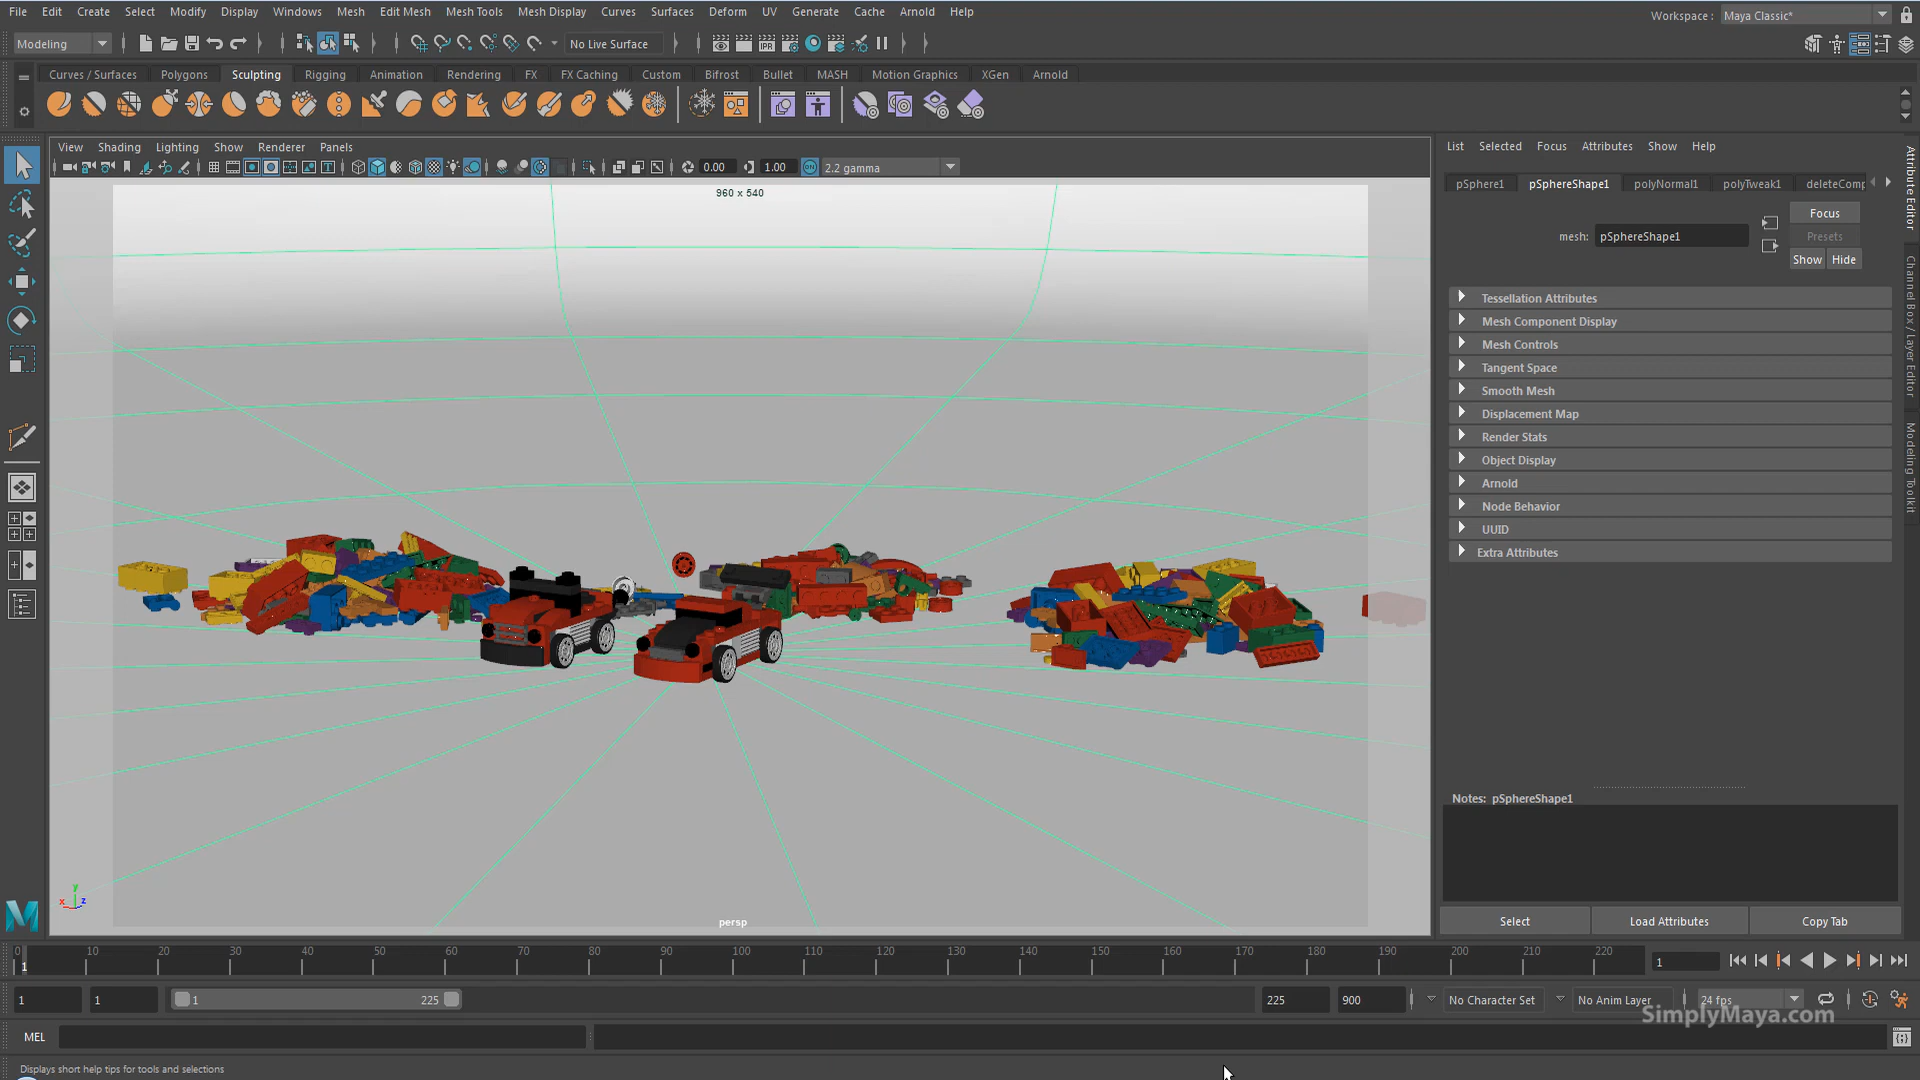 File Edit Create Select Modify Display Windows Mesh Edit Mesh Mesh Tools Mesh Display Curves Surfaces Deform UV Generate Cache Arnold Help
Workspace : Maya Classic*
Modeling
No Live Surface
IPR
Curves / Surfaces Polygons Sculpting Rigging Animation Rendering FX FX Caching Custom Bifrost Bullet MASH Motion Graphics XGen Arnold
View Shading Lighting Show Renderer Panels
0.00 1.00 ON 2.2 gamma
960 x 540
persp
y
x z
List Selected Focus Attributes Show Help
pSphere1 pSphereShape1 polyNormal1 polyTweak1 deleteComp
Focus
mesh: pSphereShape1
Presets
Show Hide
Tessellation Attributes
Mesh Component Display
Mesh Controls
Tangent Space
Smooth Mesh
Displacement Map
Render Stats
Object Display
Arnold
Node Behavior
UUID
Extra Attributes
Notes: pSphereShape1
Select Load Attributes Copy Tab
Attribute Editor
Channel Box / Layer Editor
Modeling Toolkit
0 10 20 30 40 50 60 70 80 90 100 110 120 130 140 150 160 170 180 190 200 210 220
1
1
1 1 1 225 225 900 No Character Set No Anim Layer 24 fps
SimplyMaya.com
MEL
Displays short help tips for tools and selections